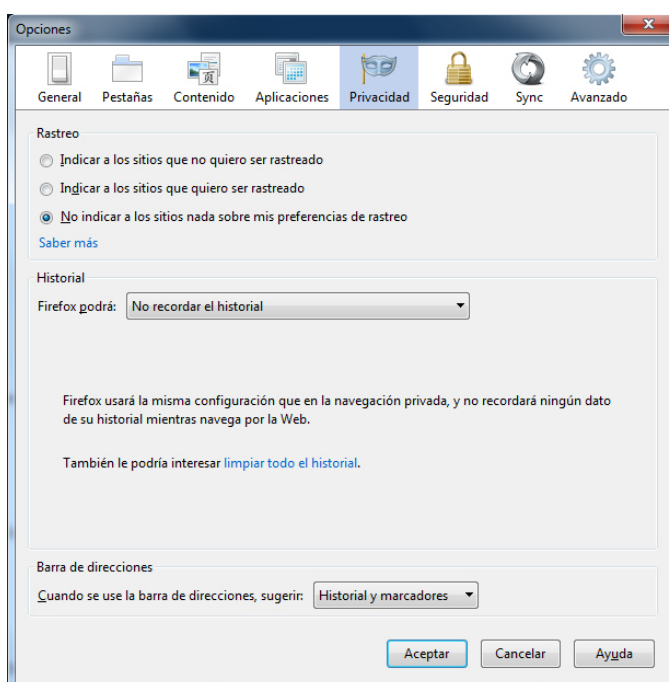 Opciones
General Pestañas Contenido Aplicaciones Privacidad Seguridad Sync Avanzado
Rastreo
Indicar a los sitios que no quiero ser rastreado
Indicar a los sitios que quiero ser rastreado
No indicar a los sitios nada sobre mis preferencias de rastreo
Saber más
Historial
Firefox podrá: No recordar el historial
Firefox usará la misma configuración que en la navegación privada, y no recordará ningún dato
de su historial mientras navega por la Web.
También le podría interesar limpiar todo el historial.
Barra de direcciones
Cuando se use la barra de direcciones, sugerir: Historial y marcadores
Aceptar Cancelar Ayuda